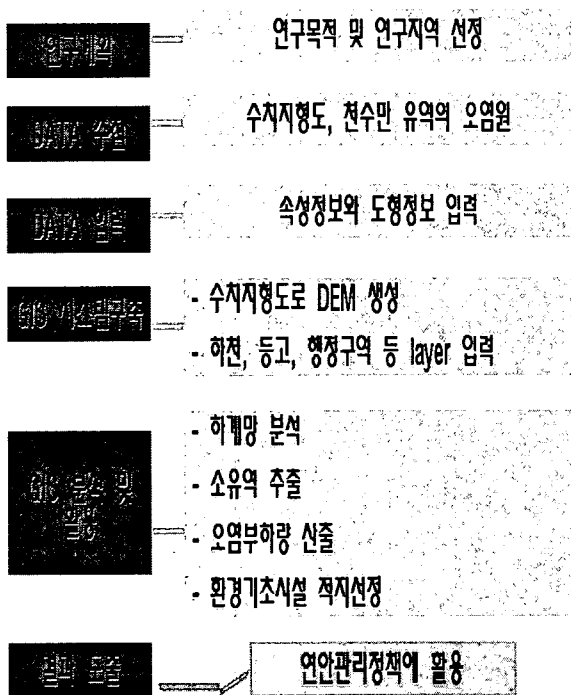 연구목적 및 연구지역 선정
DATA 수집
수치지형도, 천수만 유역의 오염원
DATA 입력
속성정보와 도형정보 입력
GIS
- 수치지형도로 DEM 생성
- 하천, 등고, 행정구역 등 layer 입력
GIS 분석 및
- 하계망 분석
- 소유역 추출
- 오염부하량 산출
- 환경기초시설 적지선정
결과 도출
연안관리정책에 활용